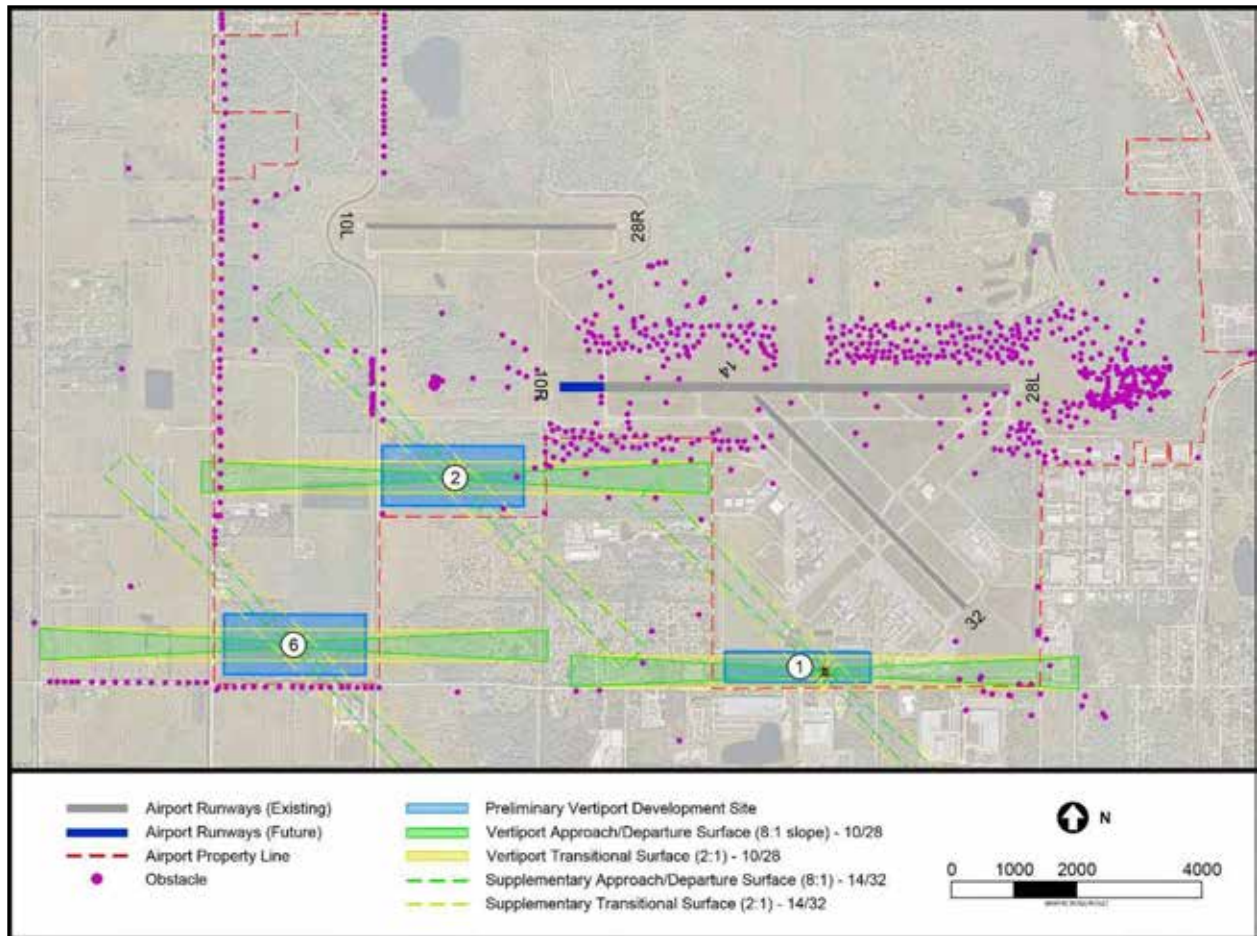 10L
28R
14
10R
28L
2
32
6
1
Airport Runways (Existing)
Airport Runways (Future)
Airport Property Line
Obstacle
Preliminary Vertiport Development Site
Vertiport Approach/Departure Surface (8:1 slope) - 10/28
Vertiport Transitional Surface (2:1) - 10/28
Supplementary Approach/Departure Surface (8:1) - 14/32
Supplementary Transitional Surface (2:1) - 14/32
N
0 1000 2000 4000